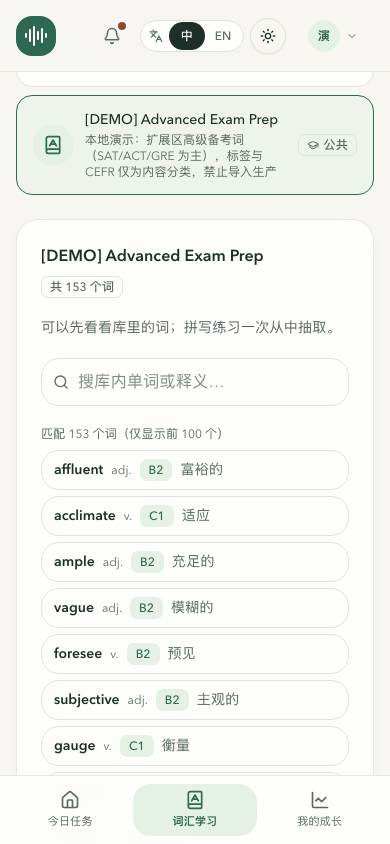 中 EN 演
[DEMO] Advanced Exam Prep
本地演示：扩展区高级备考词
（SAT/ACT/GRE 为主），标签与
CEFR 仅为内容分类，禁止导入生产
公共
[DEMO] Advanced Exam Prep
共 153 个词
可以先看看库里的词；拼写练习一次从中抽取。
搜库内单词或释义…
匹配 153 个词（仅显示前 100 个）
affluent adj. B2 富裕的
acclimate v. C1 适应
ample adj. B2 充足的
vague adj. B2 模糊的
foresee v. B2 预见
subjective adj. B2 主观的
gauge v. C1 衡量
今日任务 词汇学习 我的成长